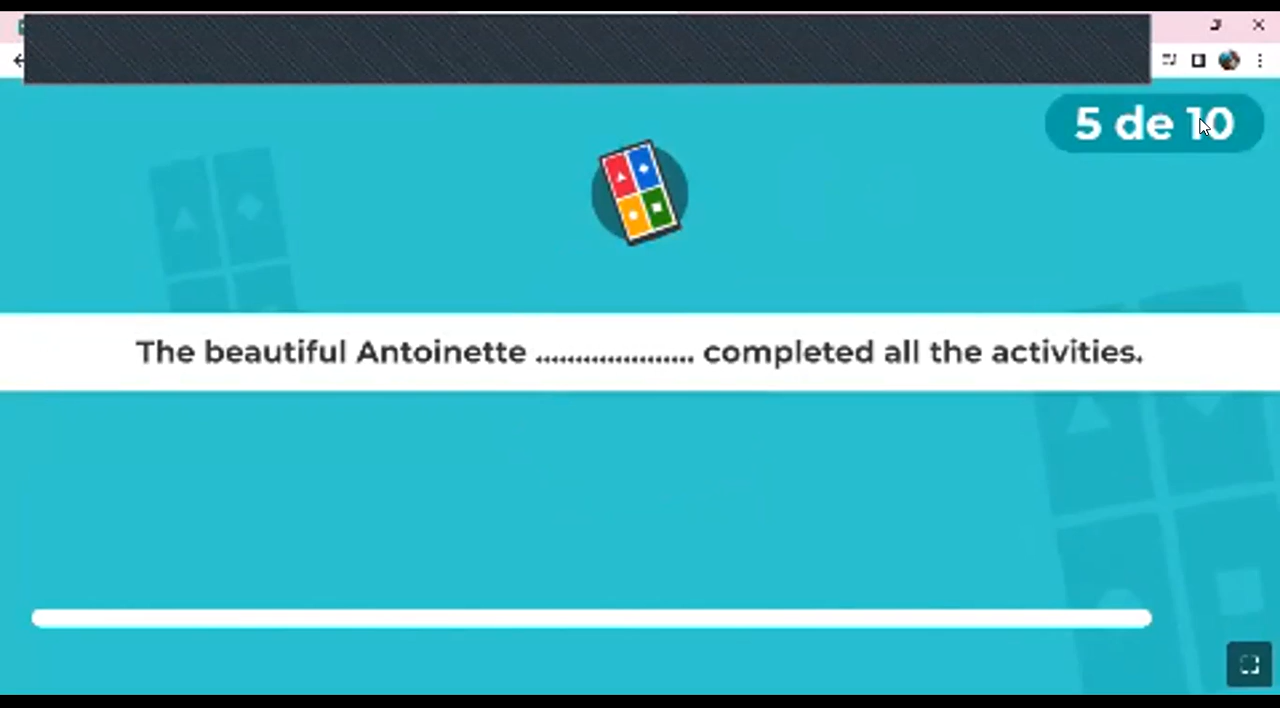 5 de 10
The beautiful Antoinette ................... completed all the activities.